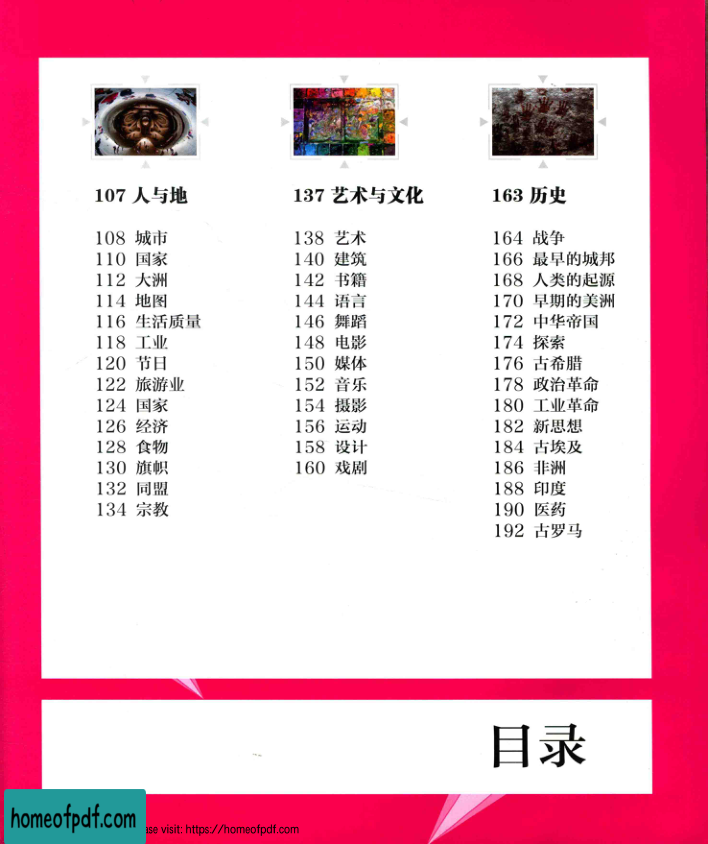 107 人与地
108 城市
110 国家
112 大洲
114 地图
116 生活质量
118 工业
120 节日
122 旅游业
124 国家
126 经济
128 食物
130 旗帜
132 同盟
134 宗教
137 艺术与文化
138 艺术
140 建筑
142 书籍
144 语言
146 舞蹈
148 电影
150 媒体
152 音乐
154 摄影
156 运动
158 设计
160 戏剧
163 历史
164 战争
166 最早的城邦
168 人类的起源
170 早期的美洲
172 中华帝国
174 探索
176 古希腊
178 政治革命
180 工业革命
182 新思想
184 古埃及
186 非洲
188 印度
190 医药
192 古罗马
目录
homeofpdf.com
visit: https://homeofpdf.com